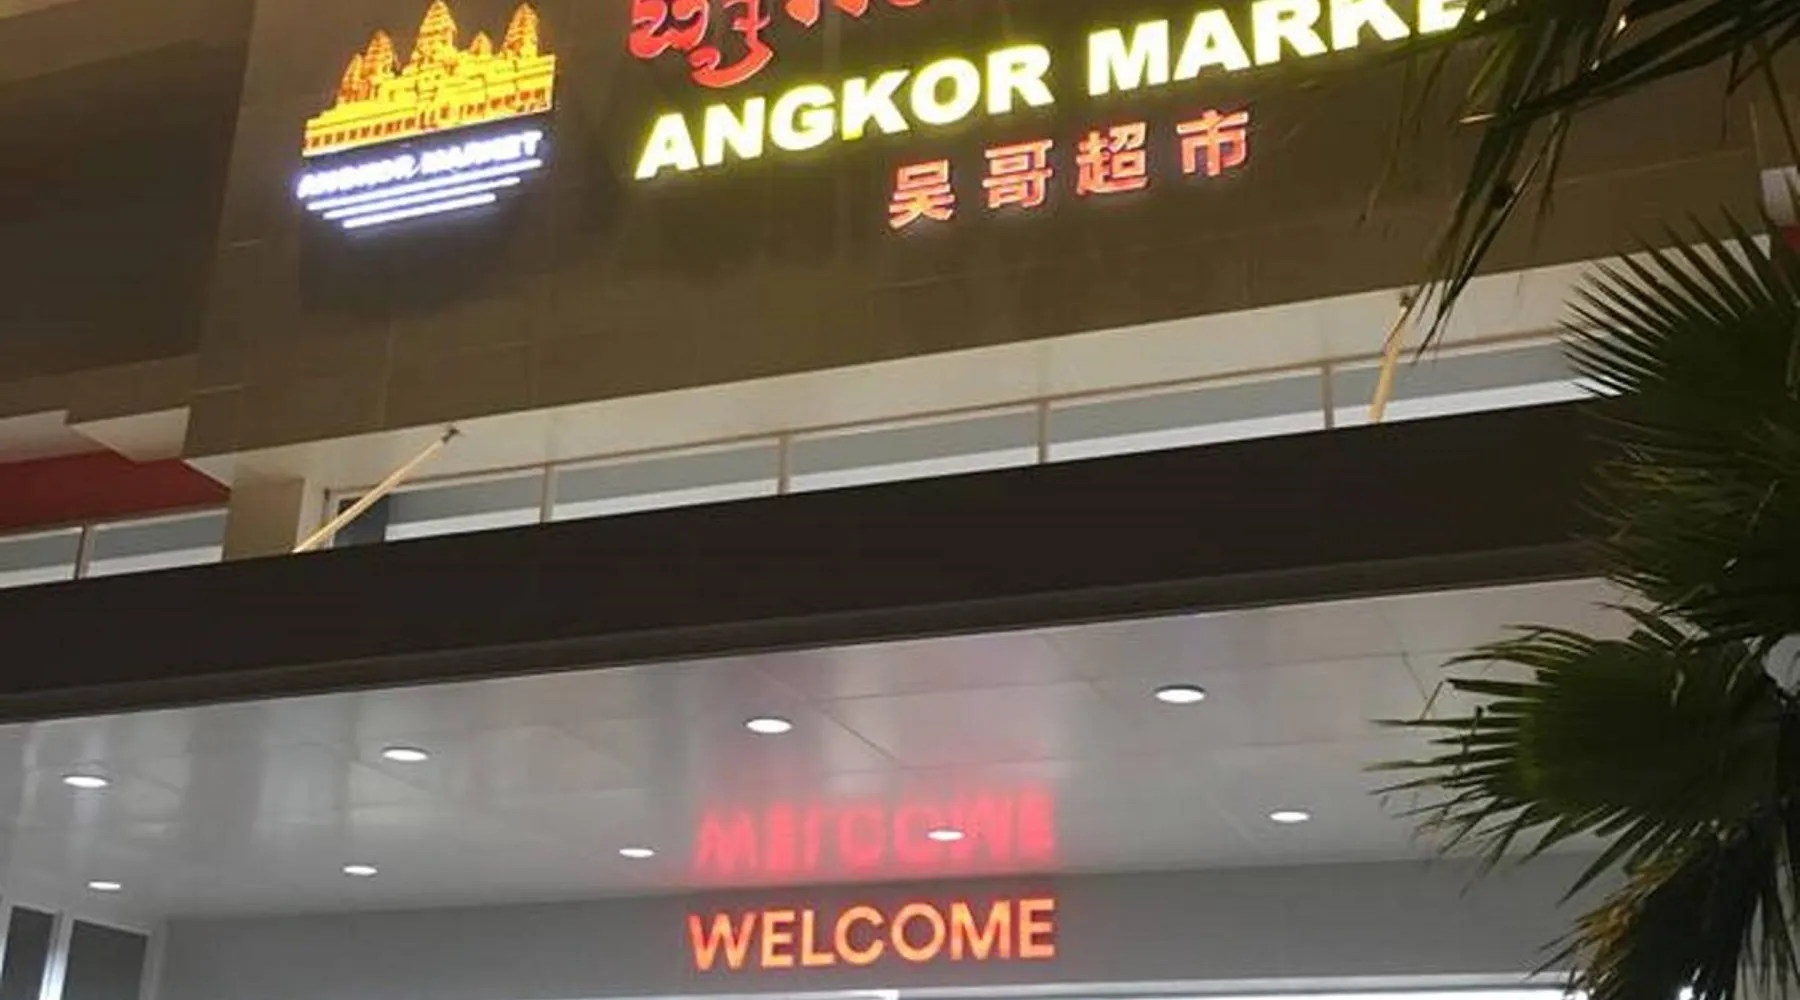 ANGKOR MARKE
吴哥超市
ANGKOR MARKET
WELCOME